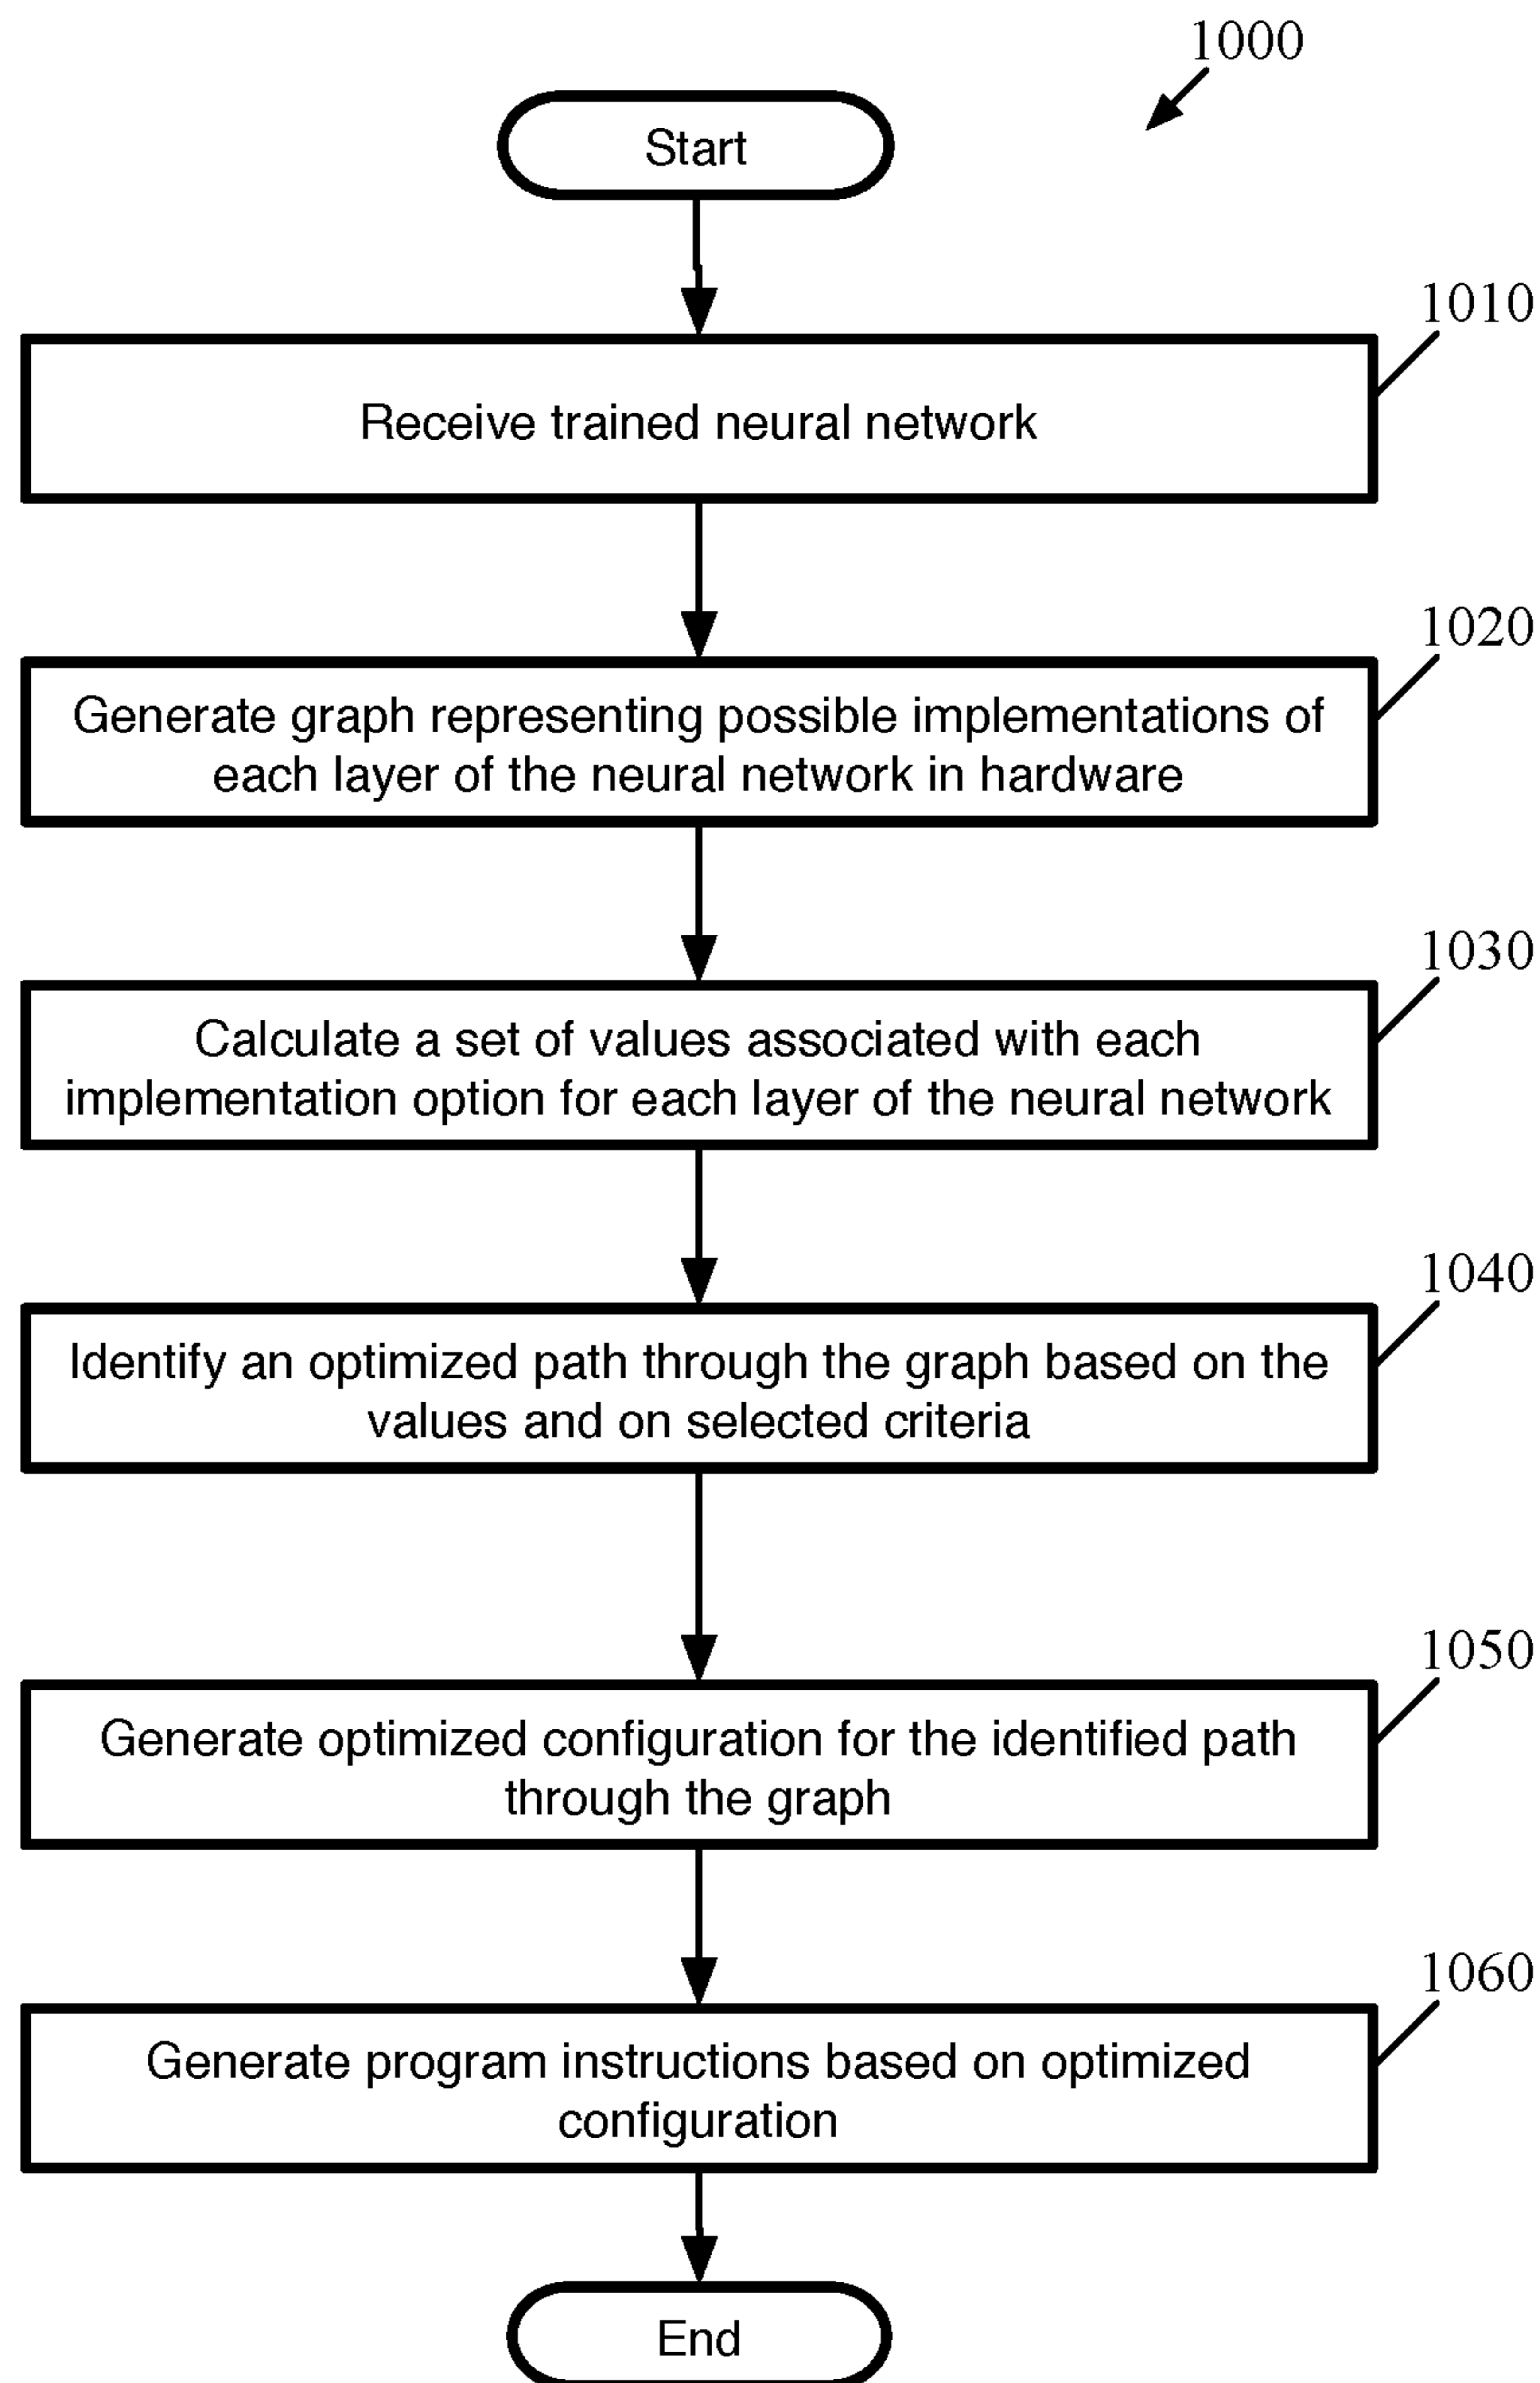 1000
Start
1010
Receive trained neural network
1020
Generate graph representing possible implementations of
each layer of the neural network in hardware
1030
Calculate a set of values associated with each
implementation option for each layer of the neural network
1040
Identify an optimized path through the graph based on the
values and on selected criteria
1050
Generate optimized configuration for the identified path
through the graph
1060
Generate program instructions based on optimized
configuration
End